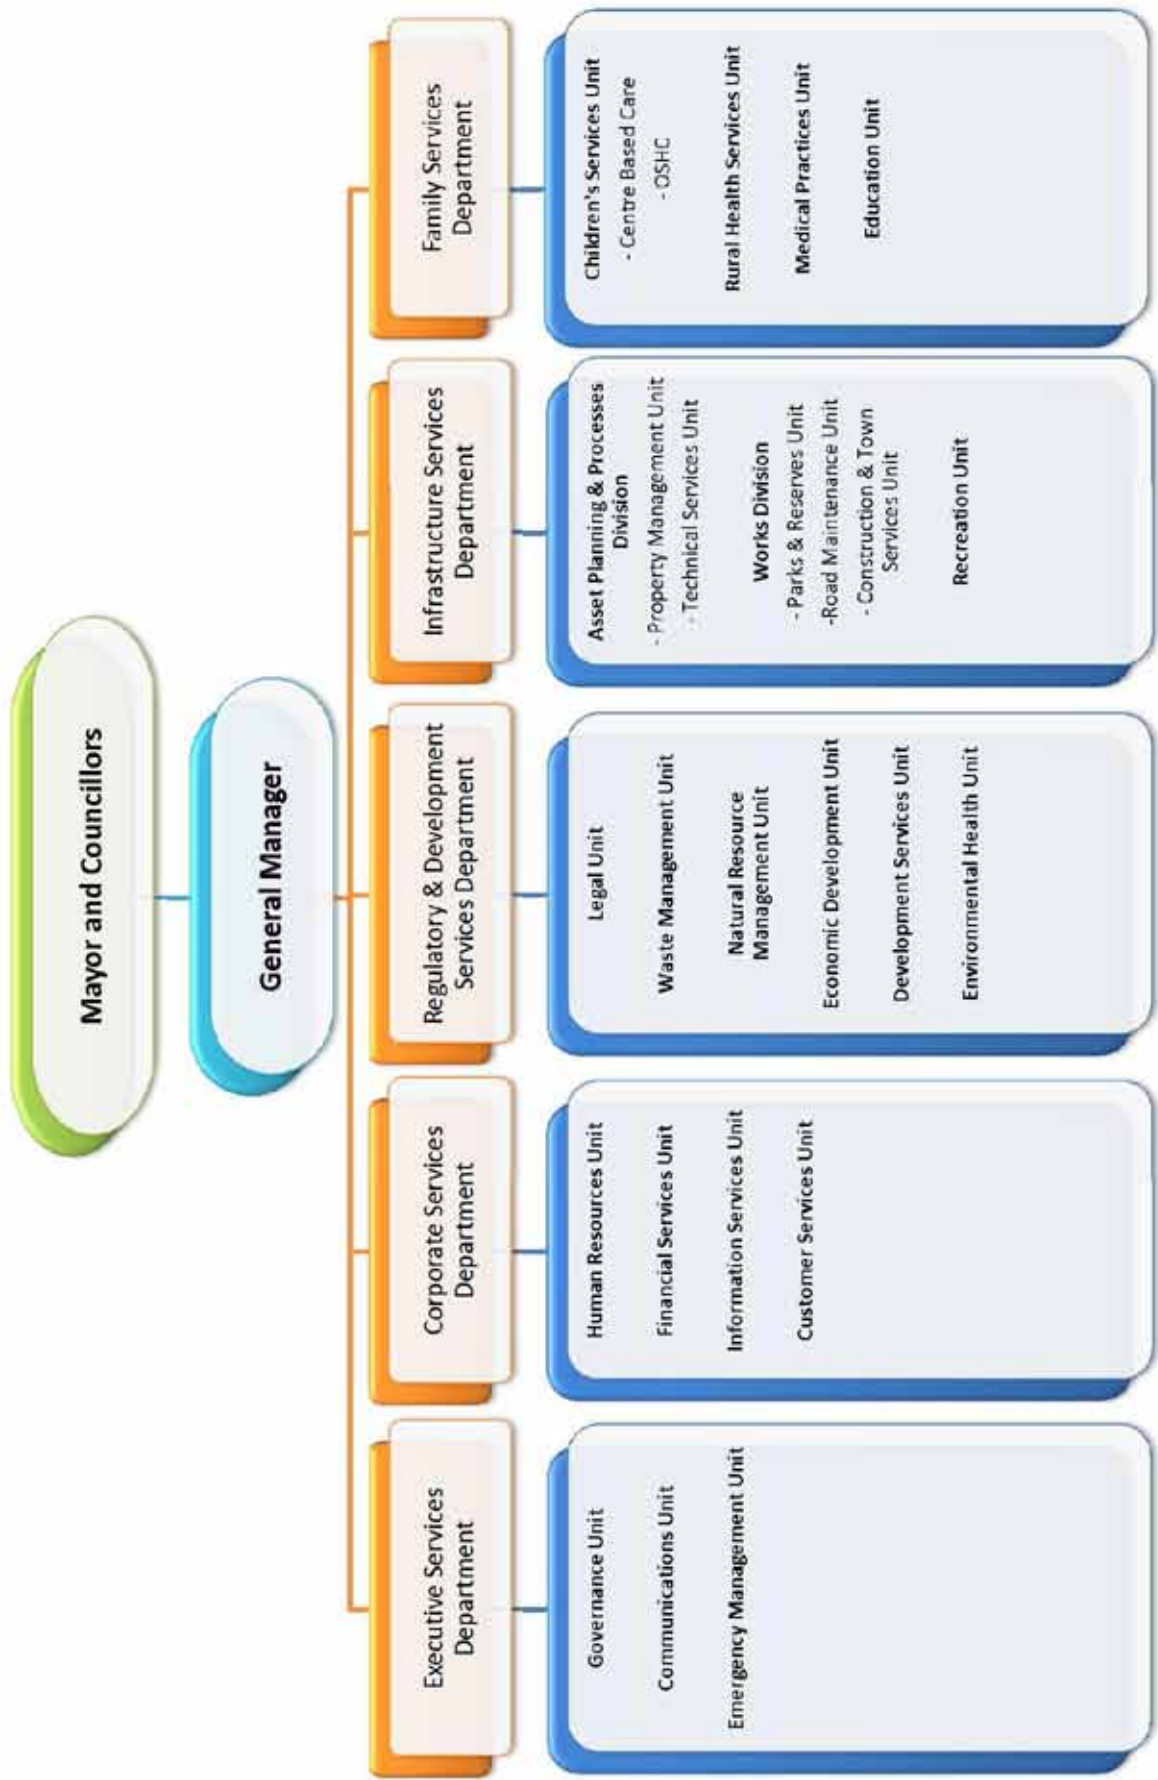 Mayor and Councillors
General Manager
Executive Services
Department
Governance Unit
Communications Unit
Emergency Management Unit
Corporate Services
Department
Human Resources Unit
Financial Services Unit
Information Services Unit
Customer Services Unit
Regulatory & Development
Services Department
Legal Unit
Waste Management Unit
Natural Resource
Management Unit
Economic Development Unit
Development Services Unit
Environmental Health Unit
Infrastructure Services
Department
Asset Planning & Processes
Division
- Property Management Unit
- Technical Services Unit
Works Division
- Parks & Reserves Unit
-Road Maintenance Unit
- Construction & Town
Services Unit
Recreation Unit
Family Services
Department
Children's Services Unit
- Centre Based Care
- OSHC
Rural Health Services Unit
Medical Practices Unit
Education Unit